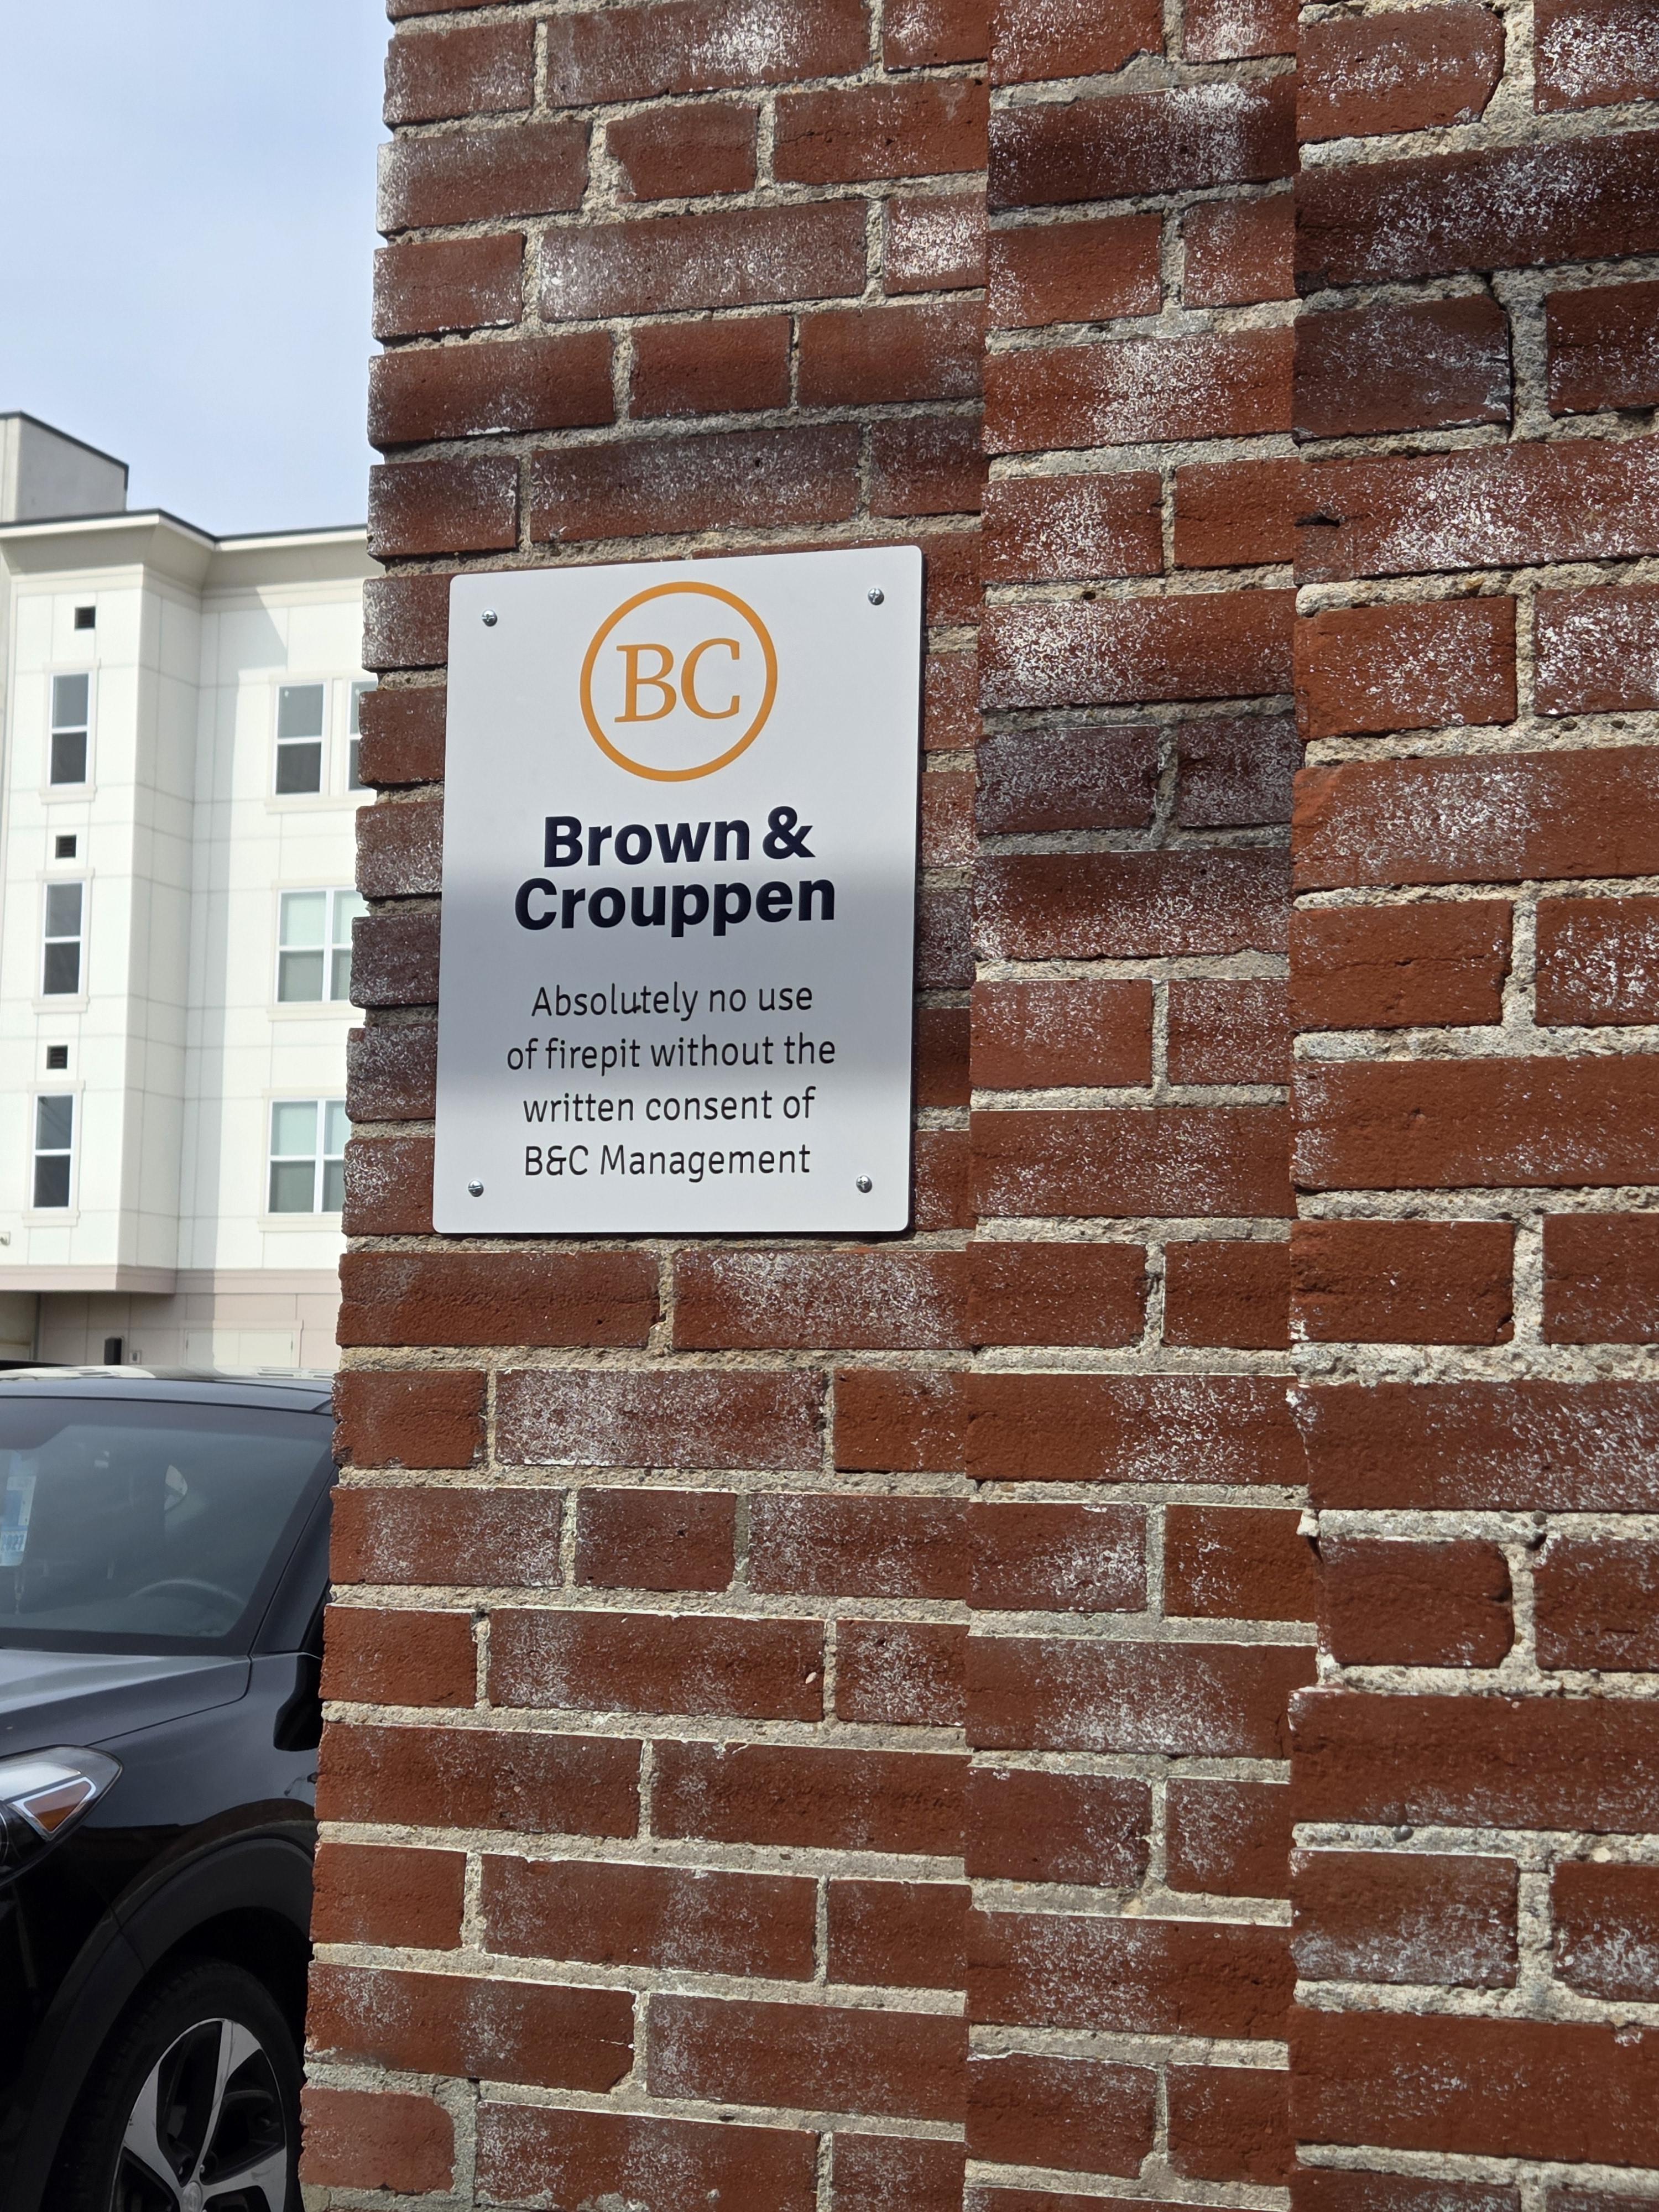 BC
Brown &
Crouppen
Absolutely no use
of firepit without the
written consent of
B&C Management